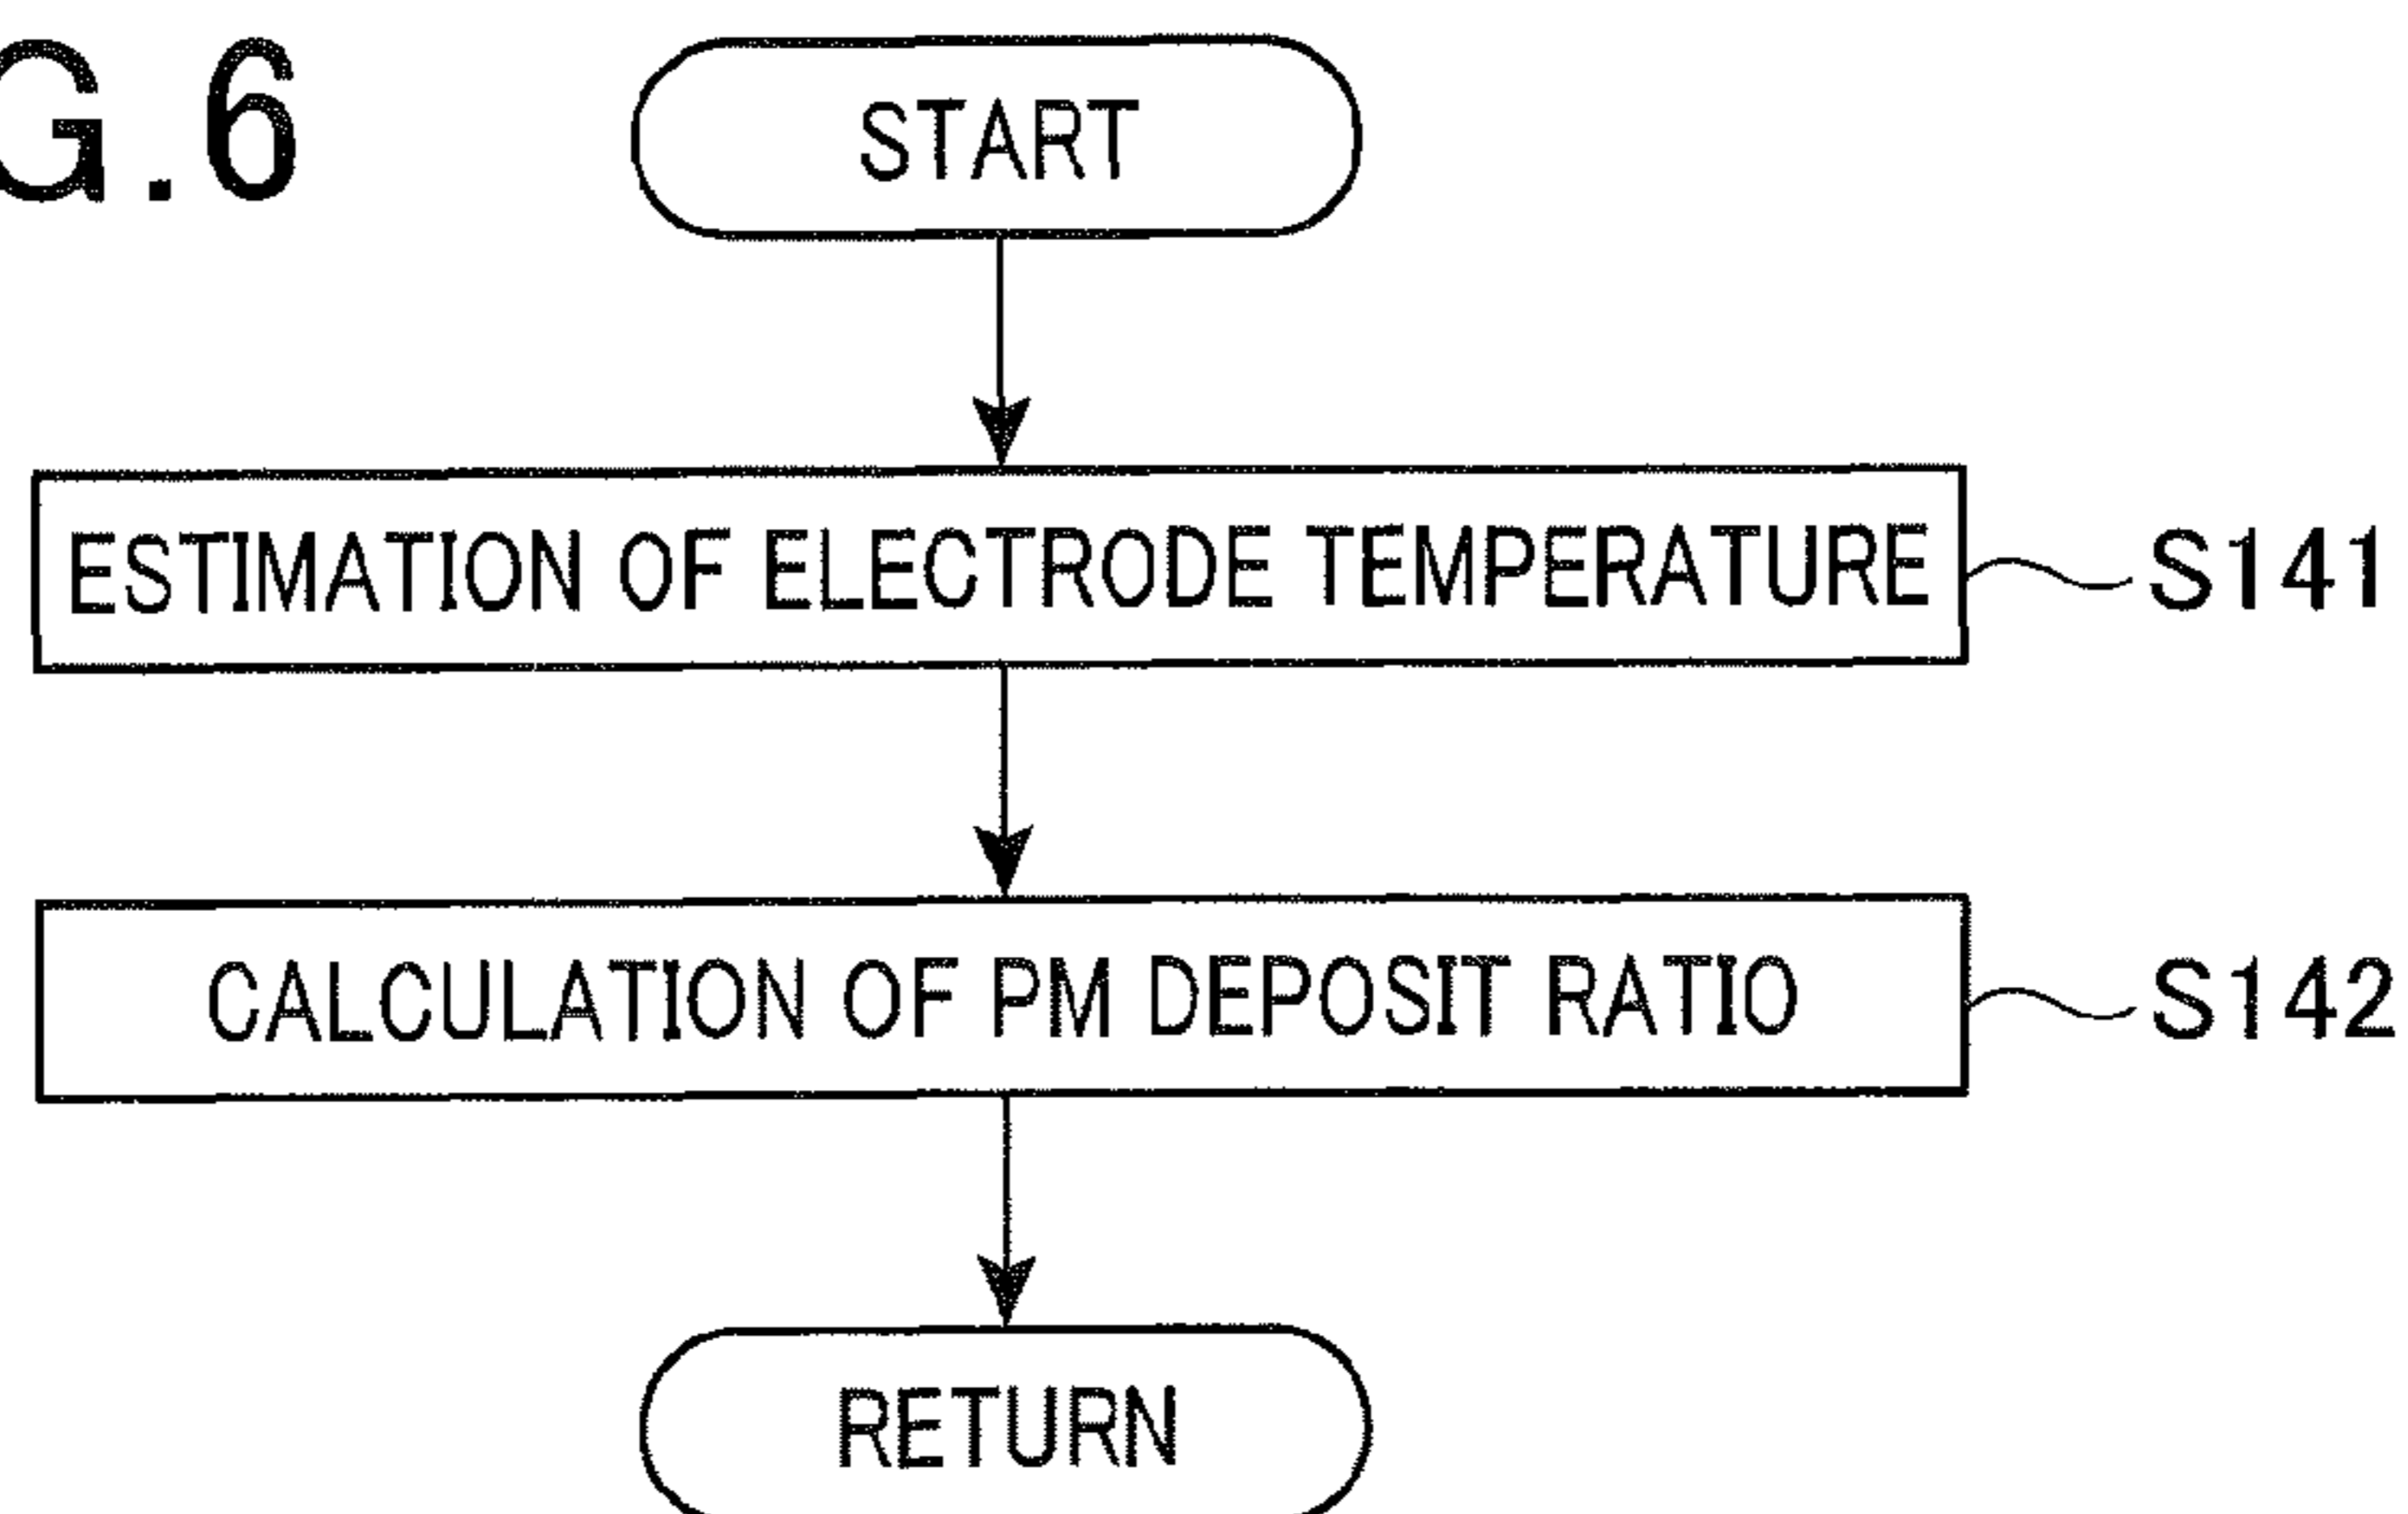 G.6
START
ESTIMATION OF ELECTRODE TEMPERATURE
S141
CALCULATION OF PM DEPOSIT RATIO
S142
RETURN